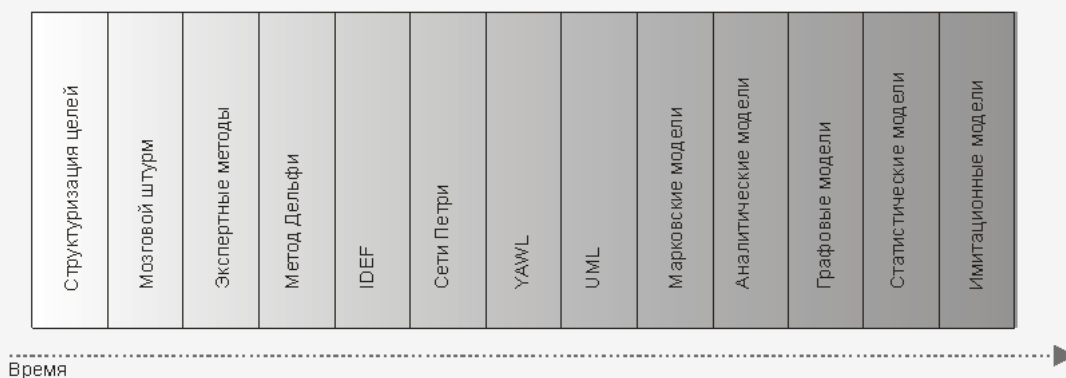 Структуризация целей
Мозговой штурм
Экспертные методы
Метод Дельфи
IDEF
Сети Петри
YAWL
UML
Марковские модели
Аналитические модели
Графовые модели
Статистические модели
Имитационные модели
Время